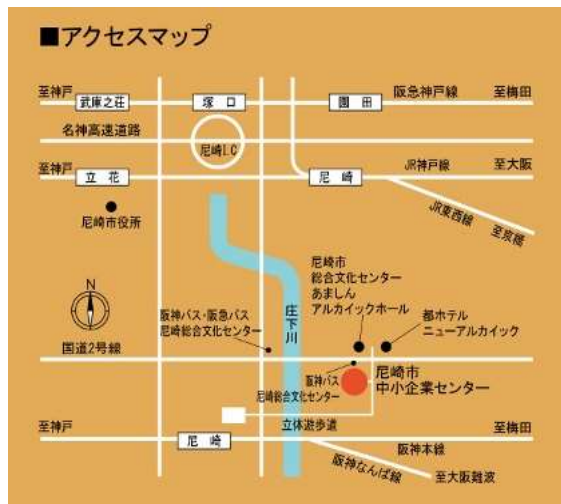 ■アクセスマップ
至神戸
武庫之荘
塚口
園田
阪急神戸線
至梅田
名神高速道路
尼崎I.C
至神戸
立花
尼崎
JR神戸線
至大阪
JR東西線
至京橋
尼崎市役所
尼崎市
総合文化センター
あましん
アルカイックホール
庄下川
N
阪神バス・阪急バス
尼崎総合文化センター
都ホテル
ニューアルカイック
国道2号線
阪神バス
尼崎総合文化センター
尼崎市
中小企業センター
立体遊歩道
至神戸
尼崎
阪神本線
至梅田
阪神なんば線
至大阪難波